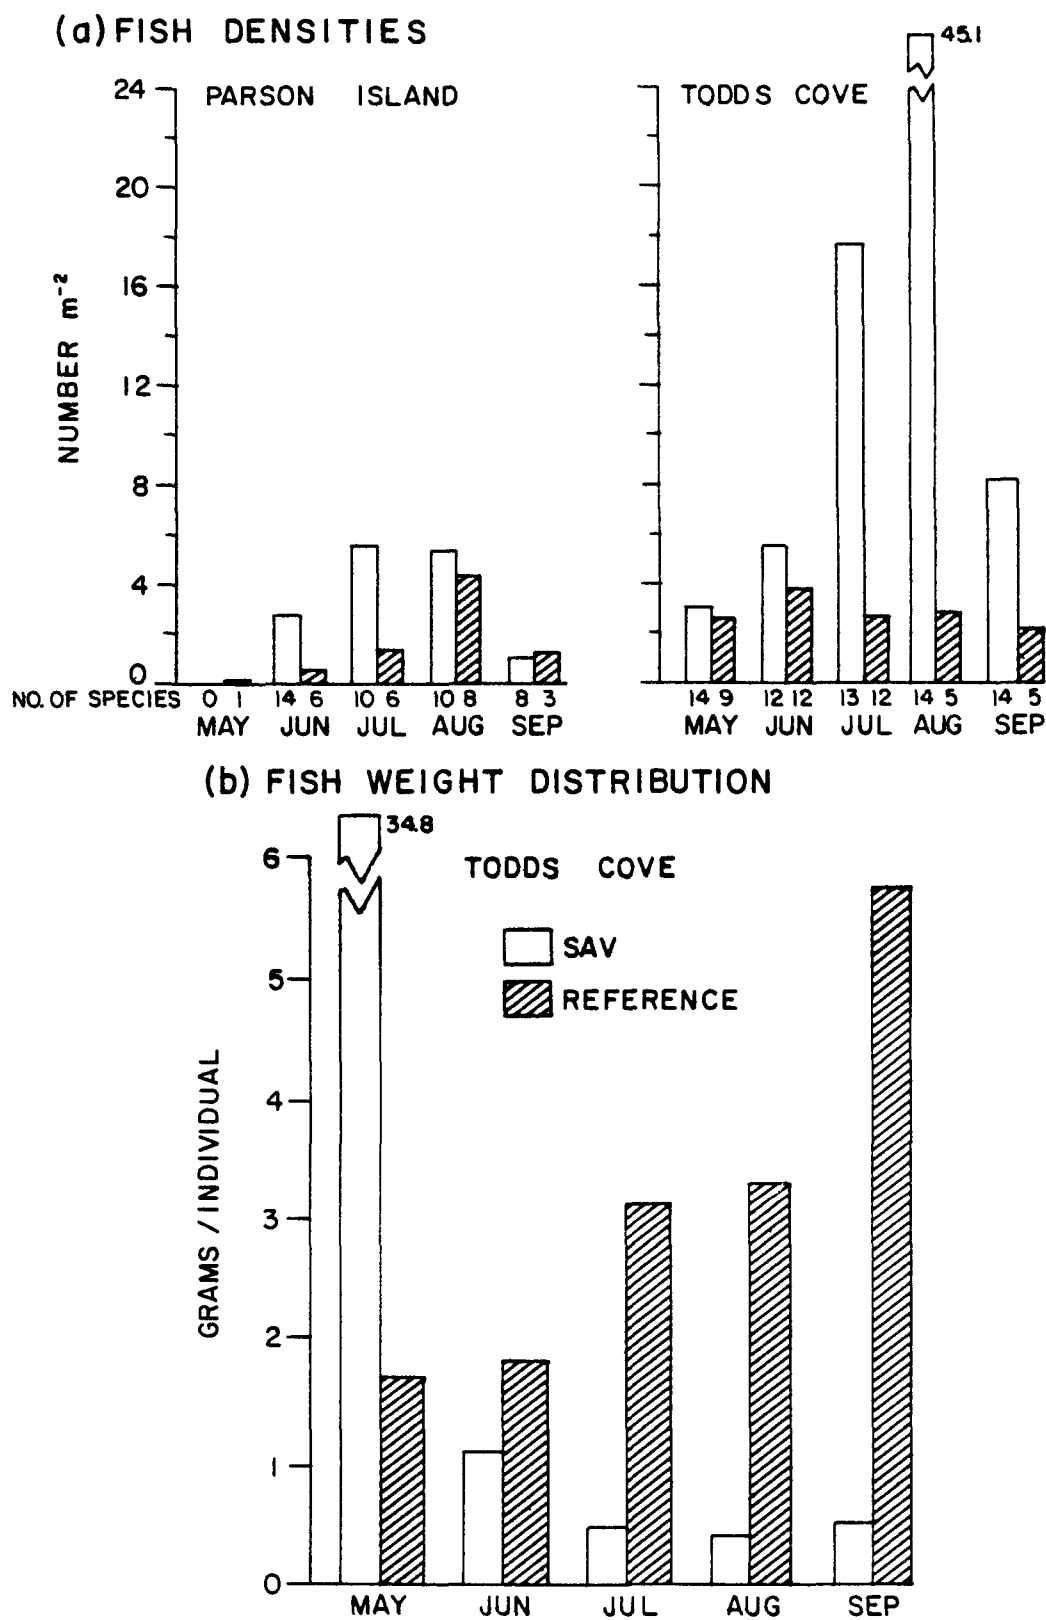 (a) FISH DENSITIES
45.1
PARSON ISLAND
TODDS COVE
24
20
16
12
8
4
0
NUMBER m⁻²
NO. OF SPECIES 0 1 14 6 10 6 10 8 8 3 14 9 12 12 13 12 14 5 14 5
MAY JUN JUL AUG SEP MAY JUN JUL AUG SEP
(b) FISH WEIGHT DISTRIBUTION
34.8
TODDS COVE
SAV
REFERENCE
6
5
4
3
2
1
0
GRAMS / INDIVIDUAL
MAY JUN JUL AUG SEP